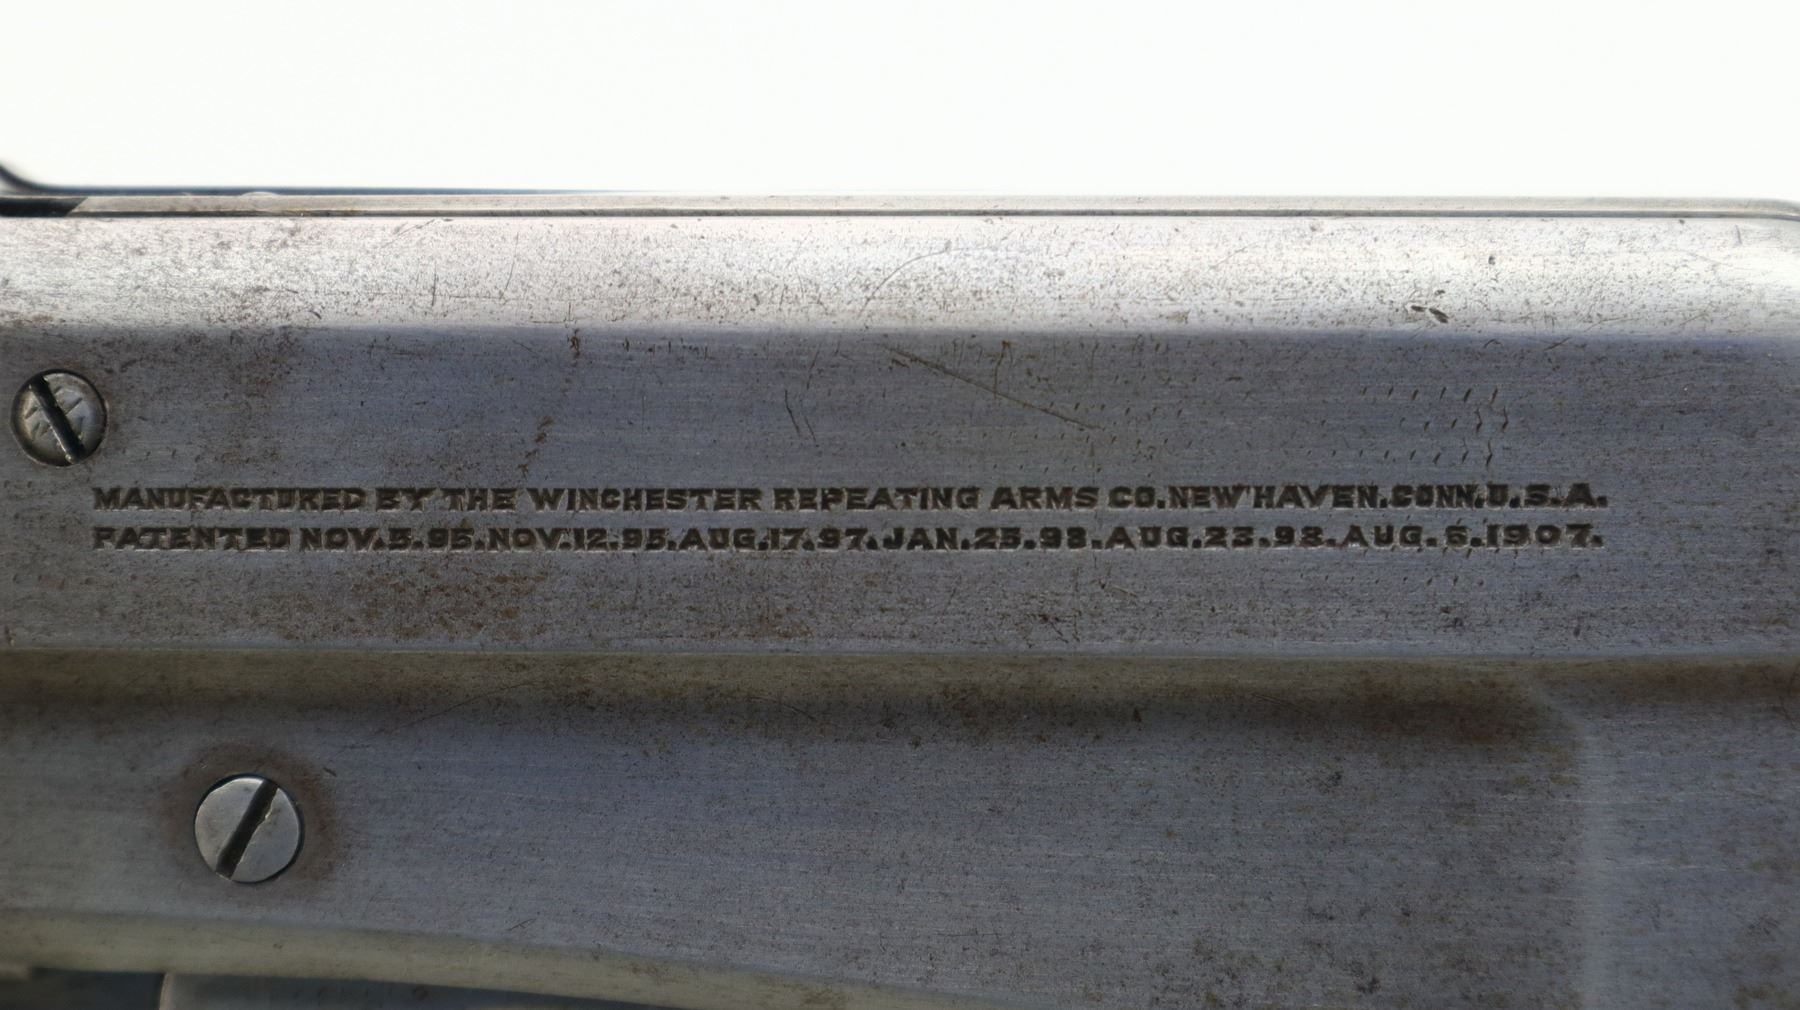 MANUFACTURED BY THE WINCHESTER REPEATING ARMS CO. NEW HAVEN. CONN. U.S.A.
PATENTED NOV.5.95.NOV.12.95.AUG.17.97.JAN.25.98.AUG.23.98.AUG.6.1907.